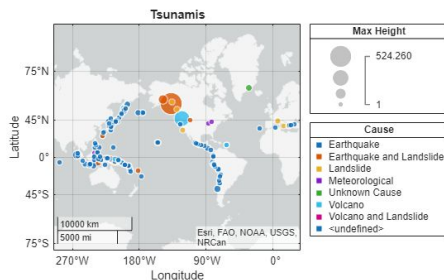 Tsunamis
Latitude
75°N
45°N
0°
45°S
75°S
10000 km
5000 mi
Esri, FAO, NOAA, USGS,
NRCan
270°W
180°W
90°W
0°
Longitude
Max Height
524.260
1
Cause
Earthquake
Earthquake and Landslide
Landslide
Meteorological
Unknown Cause
Volcano
Volcano and Landslide
<undefined>